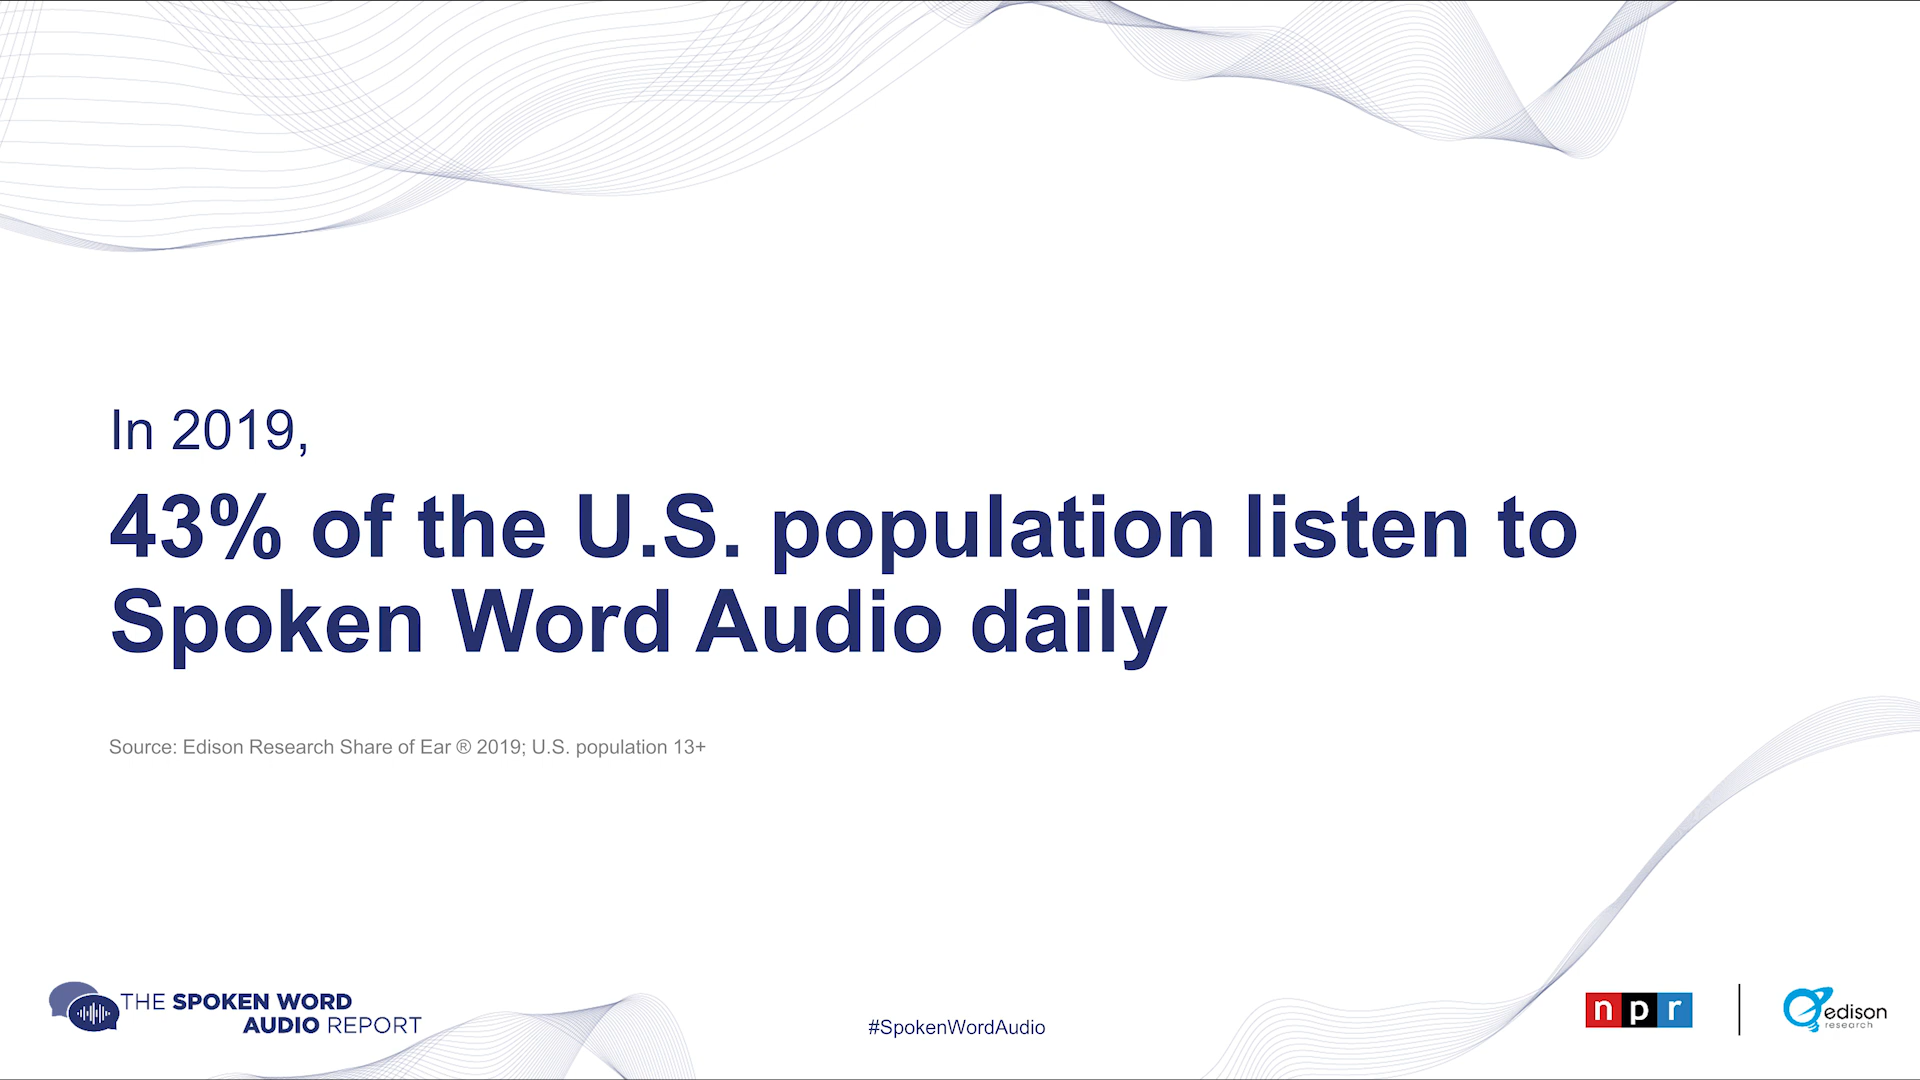 In 2019,
43% of the U.S. population listen to
Spoken Word Audio daily
Source: Edison Research Share of Ear ® 2019; U.S. population 13+
THE SPOKEN WORD
AUDIO REPORT
#SpokenWordAudio
npr
edison
research